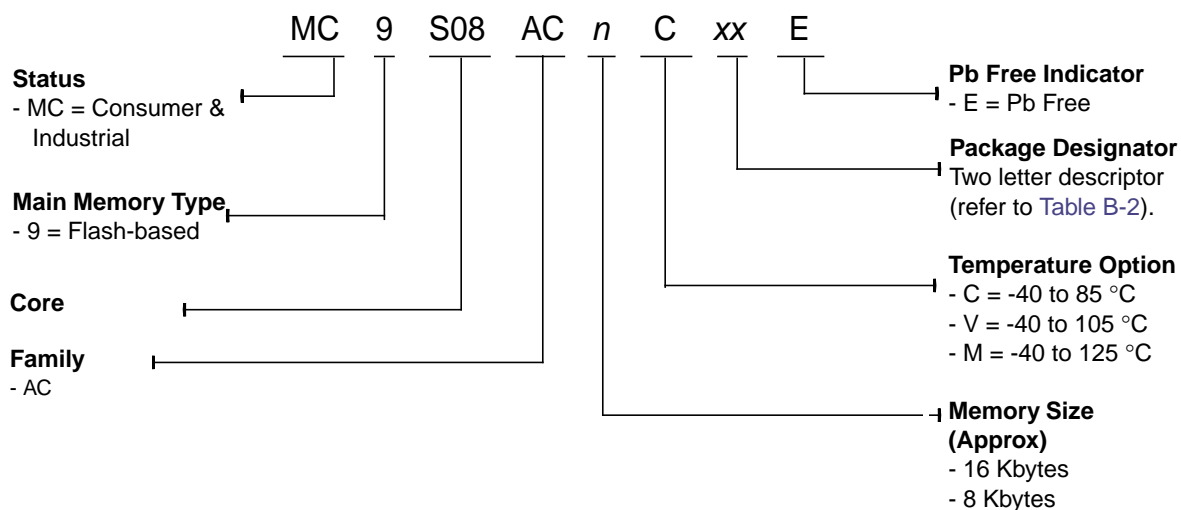 MC 9 S08 AC n C xx E
Status
- MC = Consumer &
Industrial
Main Memory Type
- 9 = Flash-based
Core
Family
- AC
Pb Free Indicator
- E = Pb Free
Package Designator
Two letter descriptor
(refer to Table B-2).
Temperature Option
- C = -40 to 85 °C
- V = -40 to 105 °C
- M = -40 to 125 °C
Memory Size
(Approx)
- 16 Kbytes
- 8 Kbytes